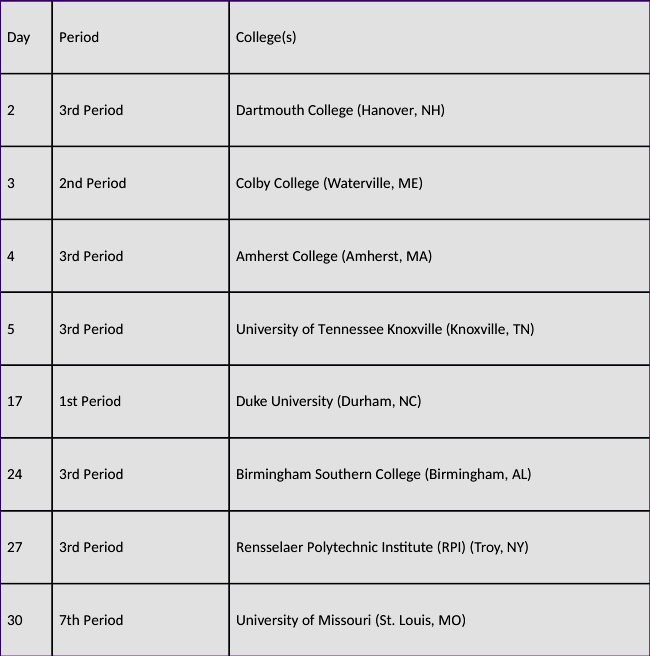 Day Period College(s)
2 3rd Period Dartmouth College (Hanover, NH)
3 2nd Period Colby College (Waterville, ME)
4 3rd Period Amherst College (Amherst, MA)
5 3rd Period University of Tennessee Knoxville (Knoxville, TN)
17 1st Period Duke University (Durham, NC)
24 3rd Period Birmingham Southern College (Birmingham, AL)
27 3rd Period Rensselaer Polytechnic Institute (RPI) (Troy, NY)
30 7th Period University of Missouri (St. Louis, MO)